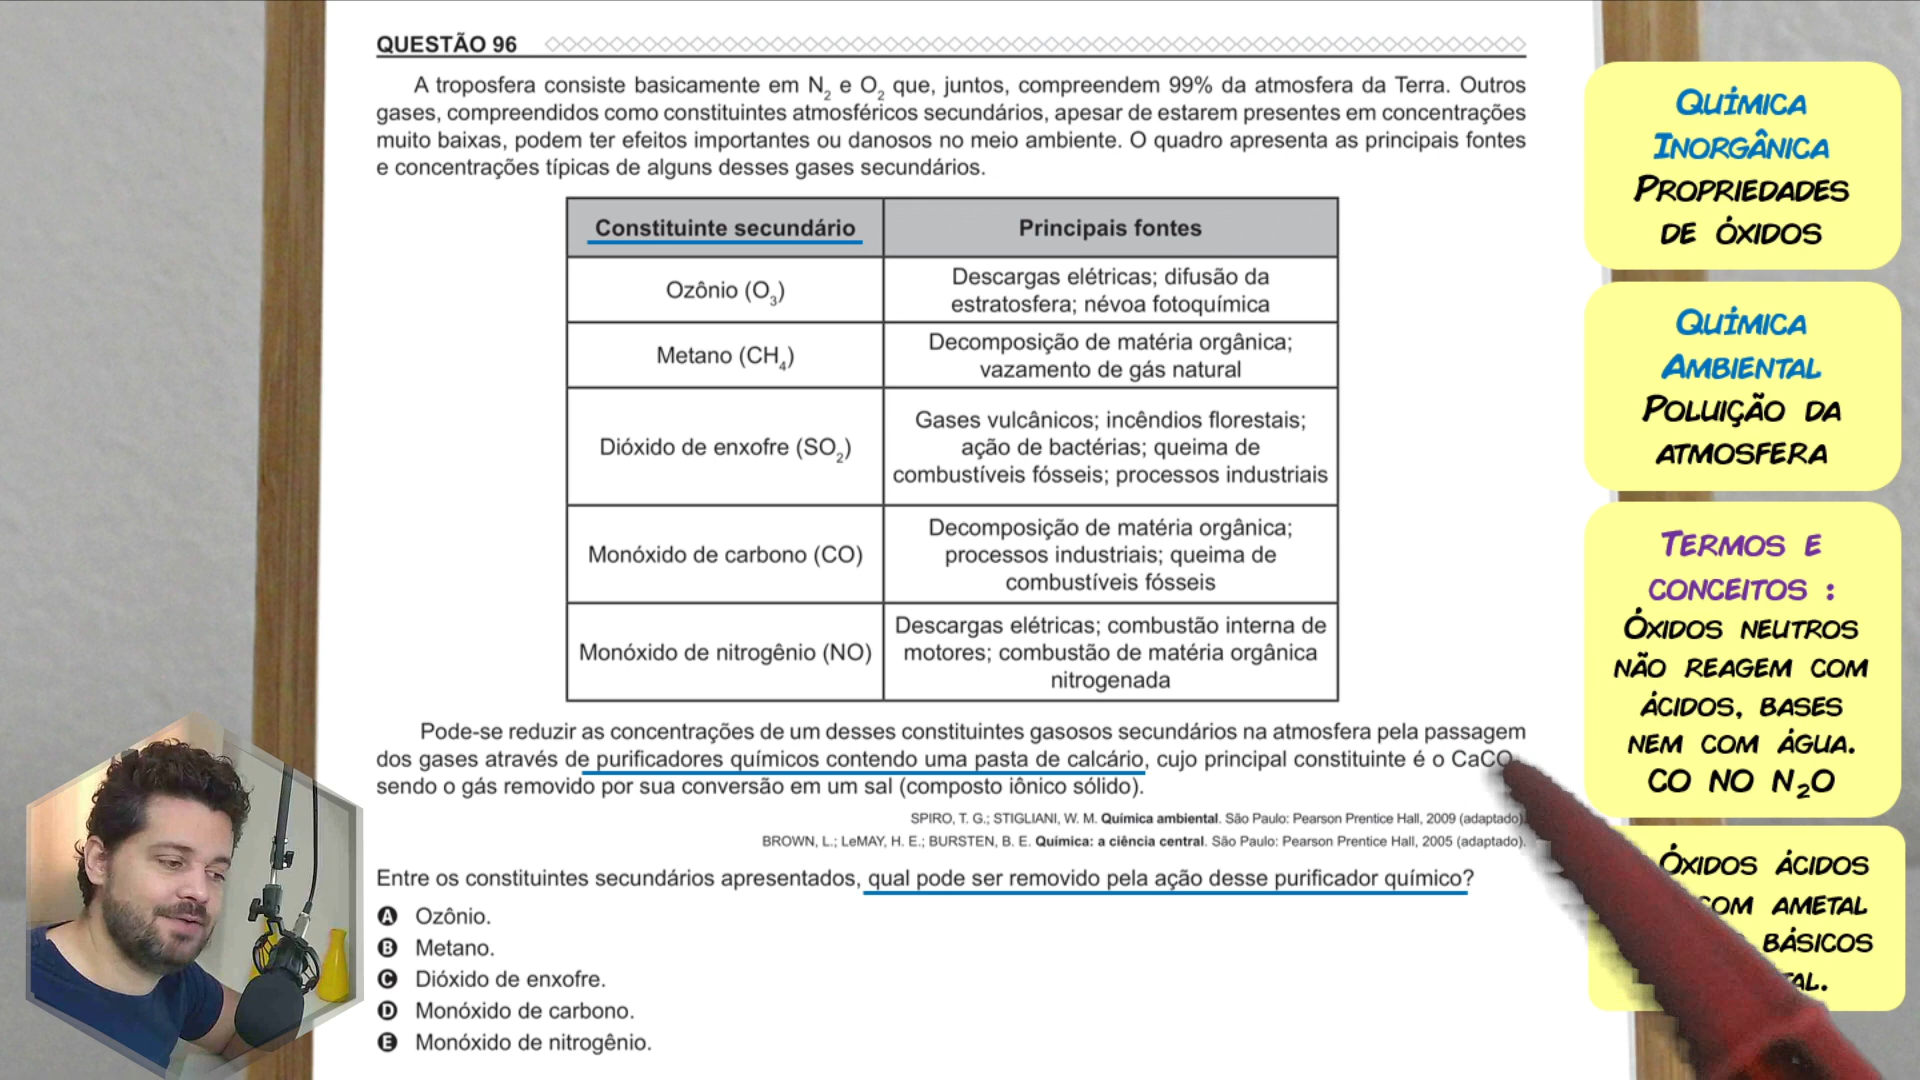 QUESTÃO 96
A troposfera consiste basicamente em N2 e O2 que, juntos, compreendem 99% da atmosfera da Terra. Outros
gases, compreendidos como constituintes atmosféricos secundários, apesar de estarem presentes em concentrações
muito baixas, podem ter efeitos importantes ou danosos no meio ambiente. O quadro apresenta as principais fontes
e concentrações típicas de alguns desses gases secundários.
Constituinte secundário
Principais fontes
Ozônio (O3)
Descargas elétricas; difusão da
estratosfera; névoa fotoquímica
Metano (CH4)
Decomposição de matéria orgânica;
vazamento de gás natural
Dióxido de enxofre (SO2)
Gases vulcânicos; incêndios florestais;
ação de bactérias; queima de
combustíveis fósseis; processos industriais
Monóxido de carbono (CO)
Decomposição de matéria orgânica;
processos industriais; queima de
combustíveis fósseis
Monóxido de nitrogênio (NO)
Descargas elétricas; combustão interna de
motores; combustão de matéria orgânica
nitrogenada
Pode-se reduzir as concentrações de um desses constituintes gasosos secundários na atmosfera pela passagem
dos gases através de purificadores químicos contendo uma pasta de calcário, cujo principal constituinte é o CaCO
sendo o gás removido por sua conversão em um sal (composto iônico sólido).
SPIRO, T. G.; STIGLIANI, W. M. Química ambiental. São Paulo: Pearson Prentice Hall, 2009 (adaptado).
BROWN, L.; LeMAY, H. E.; BURSTEN, B. E. Química: a ciência central. São Paulo: Pearson Prentice Hall, 2005 (adaptado).
Entre os constituintes secundários apresentados, qual pode ser removido pela ação desse purificador químico?
A Ozônio.
B Metano.
C Dióxido de enxofre.
D Monóxido de carbono.
E Monóxido de nitrogênio.
QUÍMICA
INORGÂNICA
PROPRIEDADES
DE ÓXIDOS
QUÍMICA
AMBIENTAL
POLUIÇÃO DA
ATMOSFERA
TERMOS E
CONCEITOS :
ÓXIDOS NEUTROS
NÃO REAGEM COM
ÁCIDOS, BASES
NEM COM ÁGUA.
CO NO N2O
ÓXIDOS ÁCIDOS
COM AMETAL
BÁSICOS